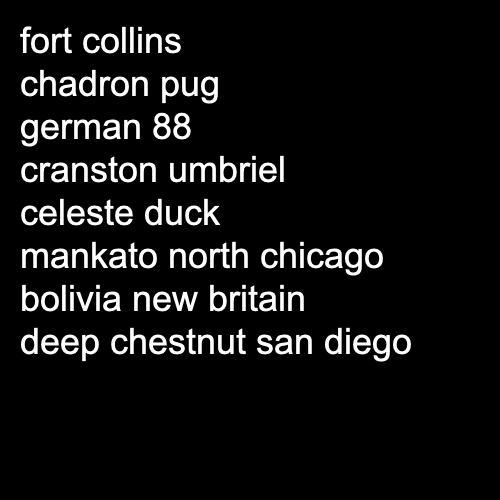 fort collins
chadron pug
german 88
cranston umbriel
celeste duck
mankato north chicago
bolivia new britain
deep chestnut san diego